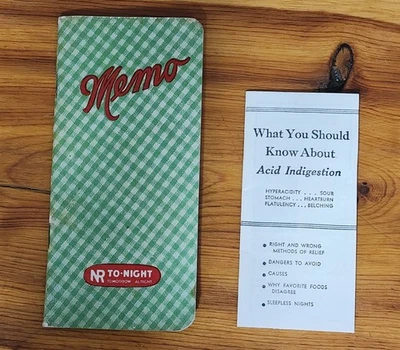 Memo
NR TO-NIGHT
TOMORROW ALRIGHT
What You Should
Know About
Acid Indigestion
HYPERACIDITY . . . SOUR
STOMACH . . . HEARTBURN
FLATULENCY . . . BELCHING
RIGHT AND WRONG
METHODS OF RELIEF
DANGERS TO AVOID
CAUSES
WHY FAVORITE FOODS
DISAGREE
SLEEPLESS NIGHTS